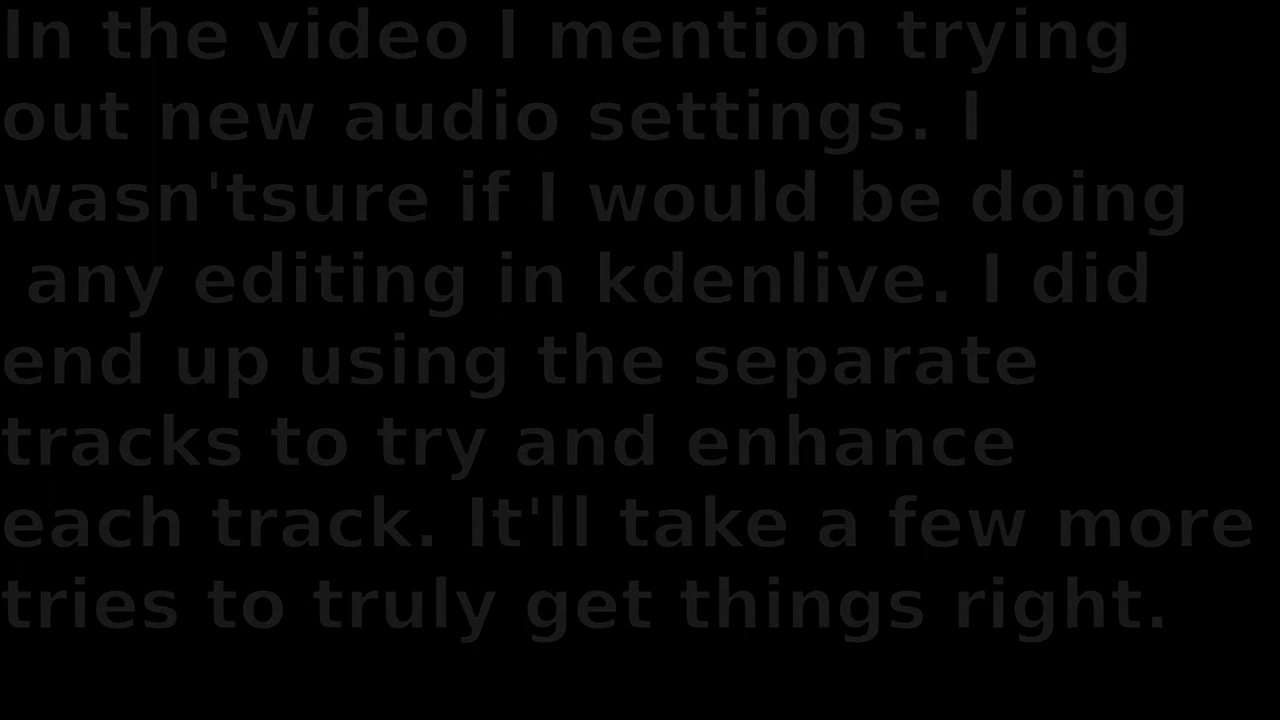 In the video I mention trying
out new audio settings. I
wasn'tsure if I would be doing
any editing in kdenlive. I did
end up using the separate
tracks to try and enhance
each track. It'll take a few more
tries to truly get things right.